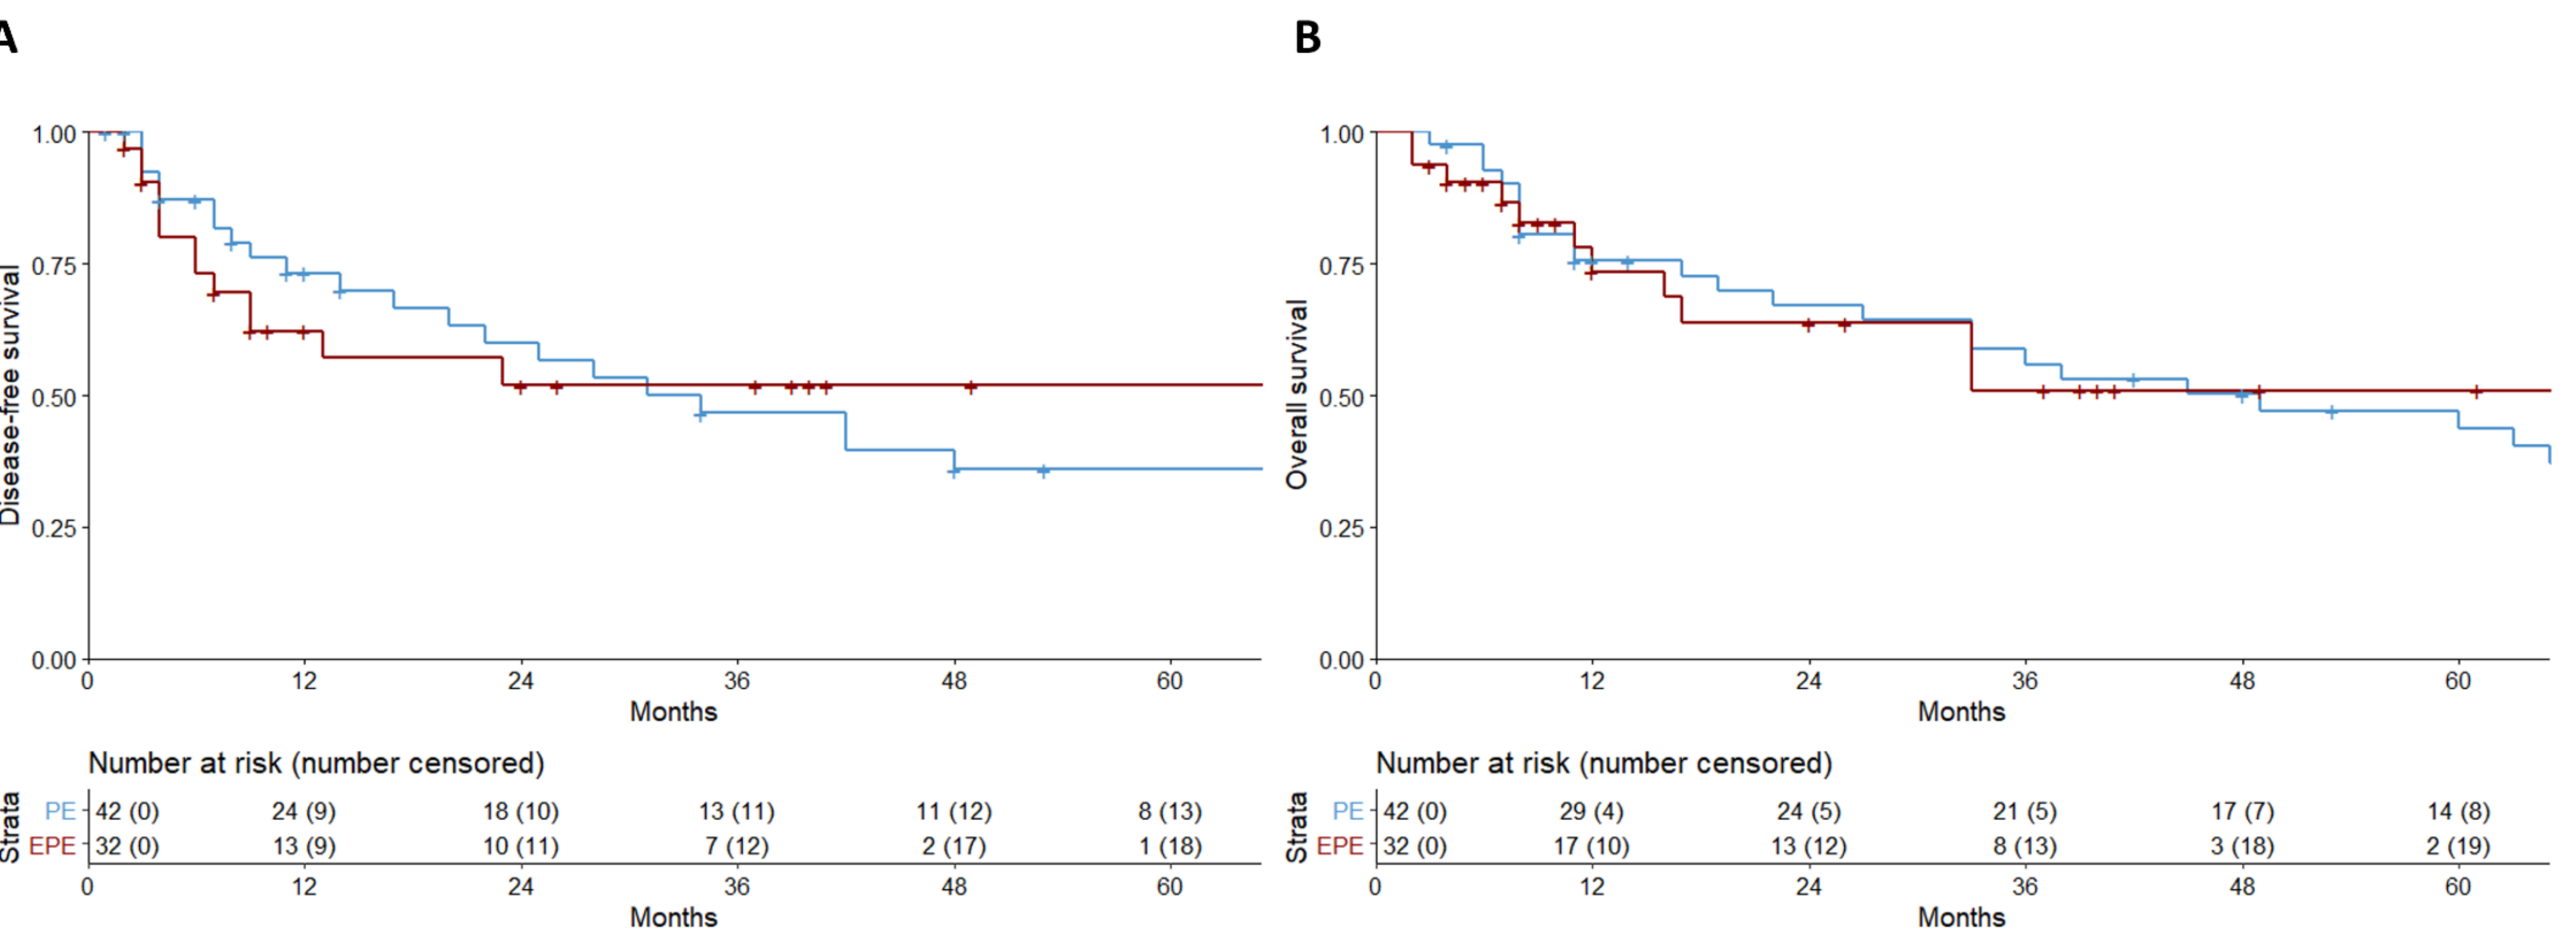 A
B
Disease-free survival
1.00
0.75
0.50
0.25
0.00
0 12 24 36 48 60
Months
Number at risk (number censored)
Strata
PE 42 (0) 24 (9) 18 (10) 13 (11) 11 (12) 8 (13)
EPE 32 (0) 13 (9) 10 (11) 7 (12) 2 (17) 1 (18)
0 12 24 36 48 60
Months
Overall survival
1.00
0.75
0.50
0.25
0.00
0 12 24 36 48 60
Months
Number at risk (number censored)
Strata
PE 42 (0) 29 (4) 24 (5) 21 (5) 17 (7) 14 (8)
EPE 32 (0) 17 (10) 13 (12) 8 (13) 3 (18) 2 (19)
0 12 24 36 48 60
Months